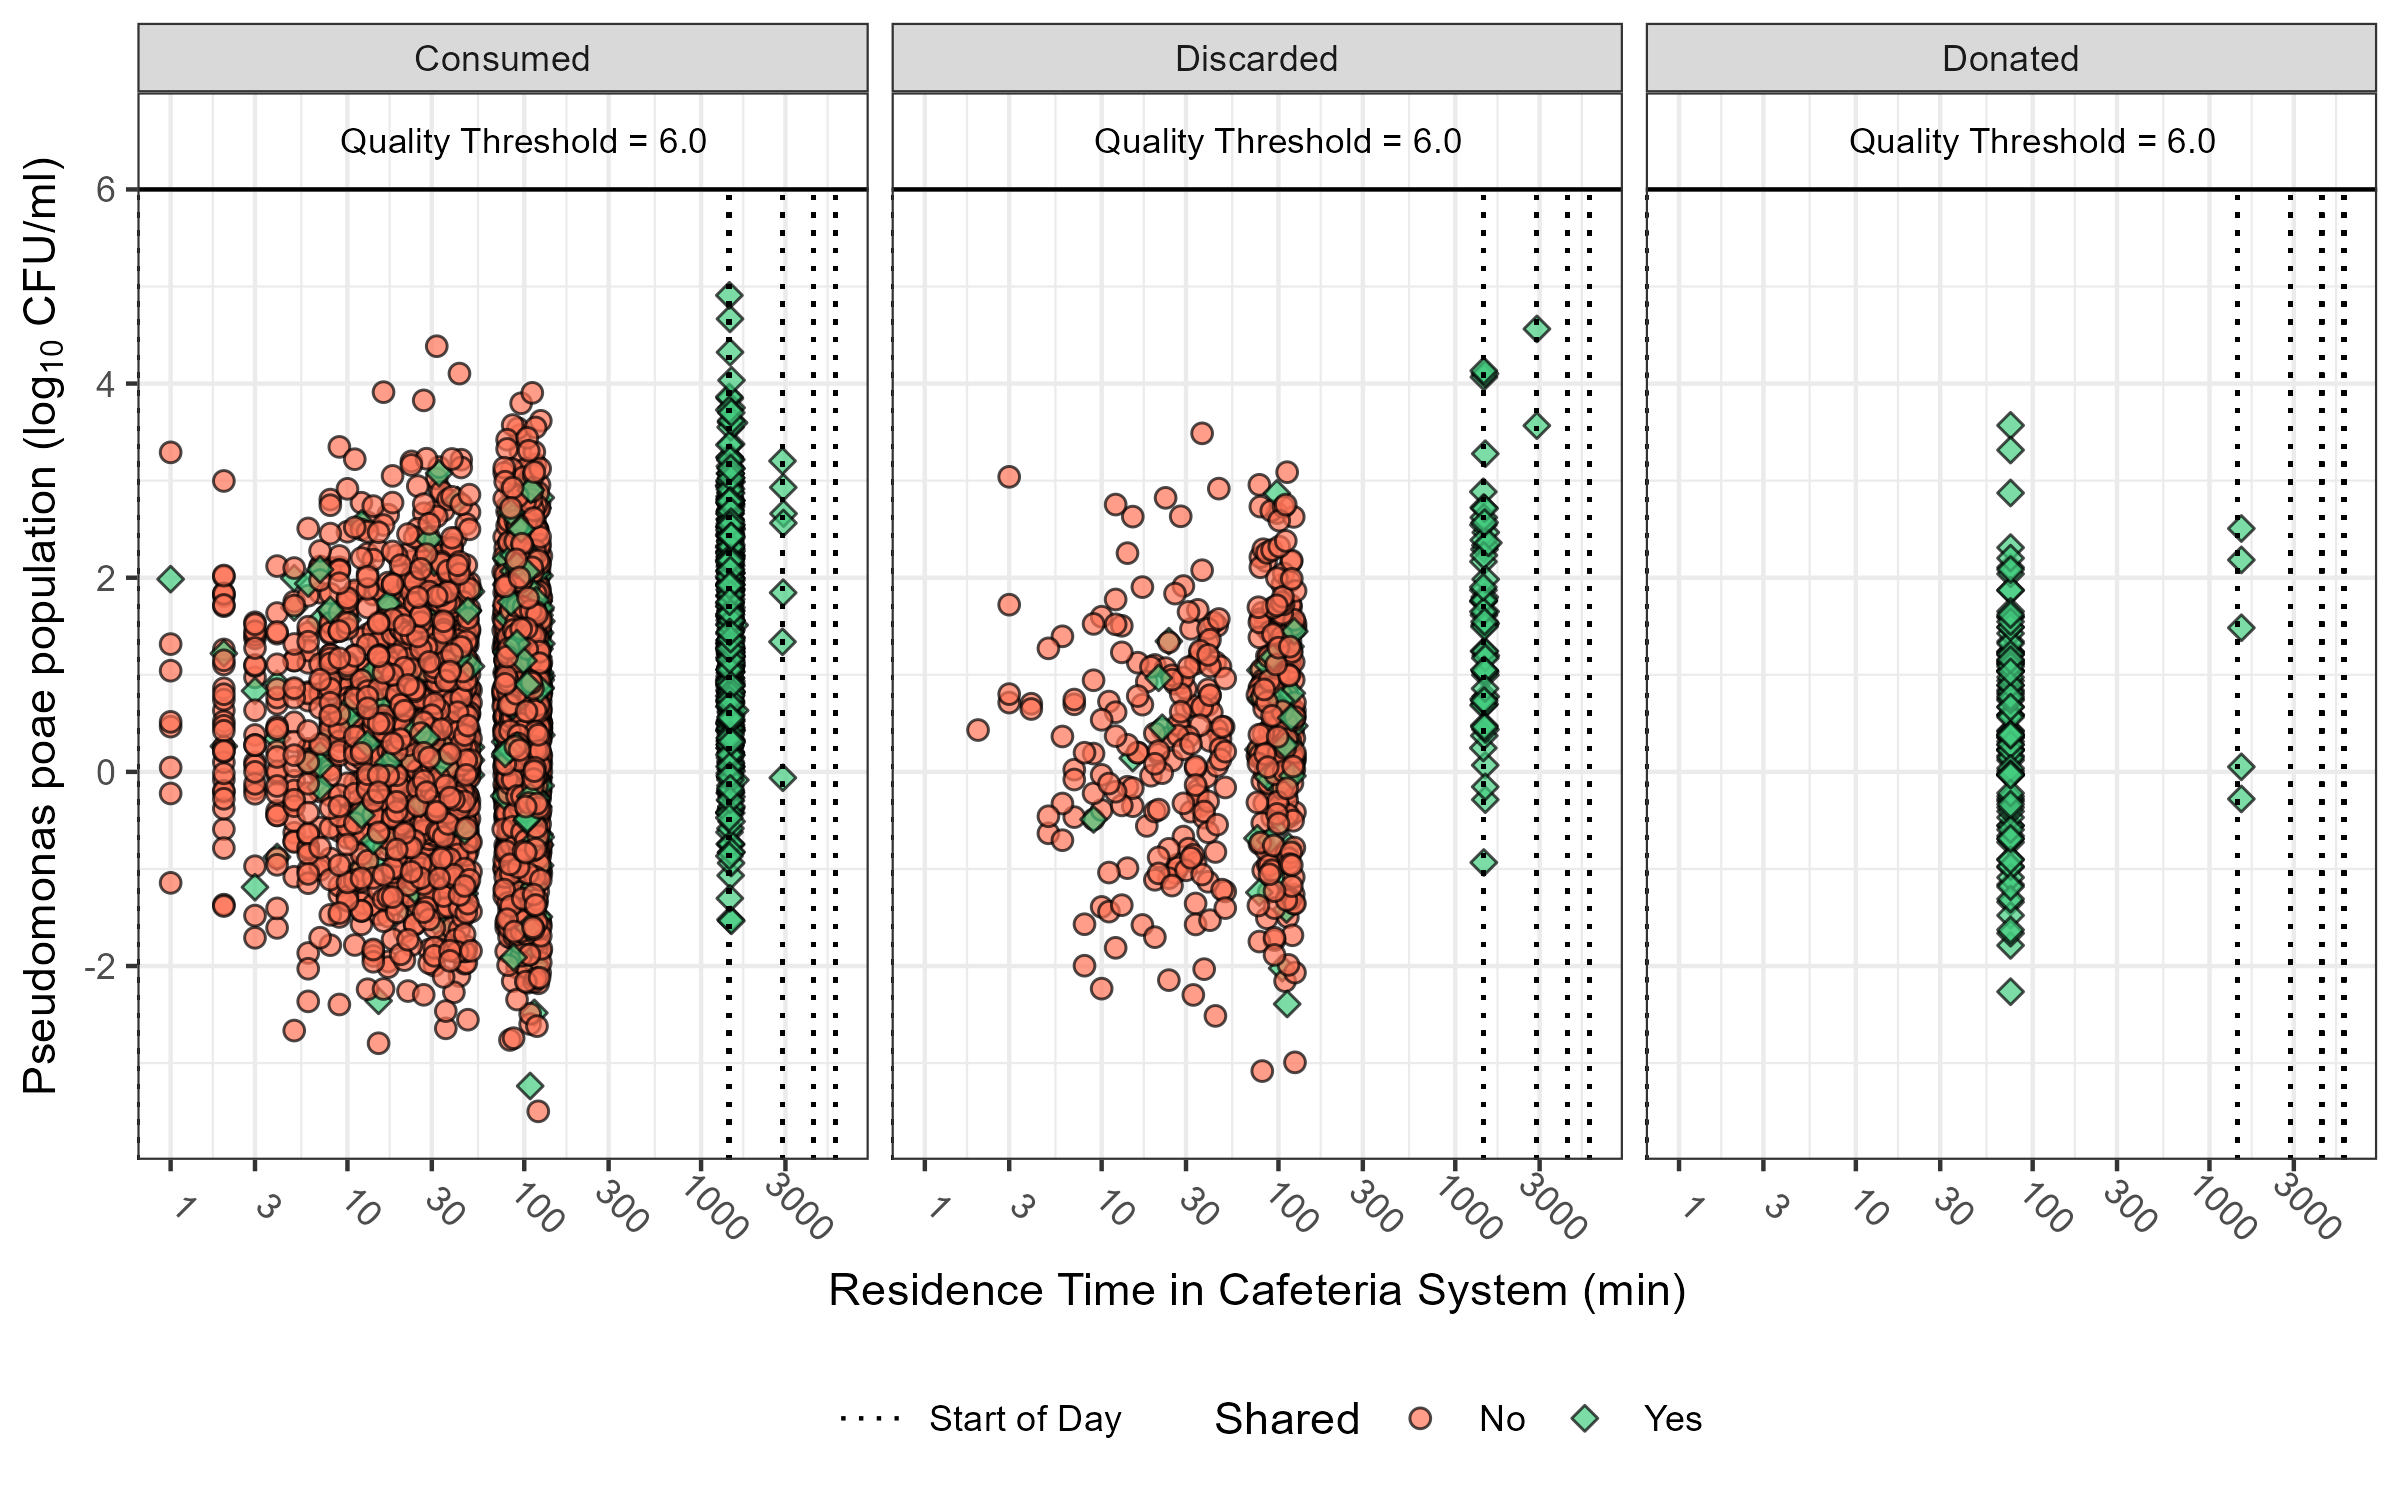 Consumed Discarded Donated
Quality Threshold = 6.0 Quality Threshold = 6.0 Quality Threshold = 6.0
Pseudomonas poae population (log10 CFU/ml)
6
4
2
0
-2
1 3 10 30 100 300 1000 3000 1 3 10 30 100 300 1000 3000 1 3 10 30 100 300 1000 3000
Residence Time in Cafeteria System (min)
Start of Day Shared No Yes